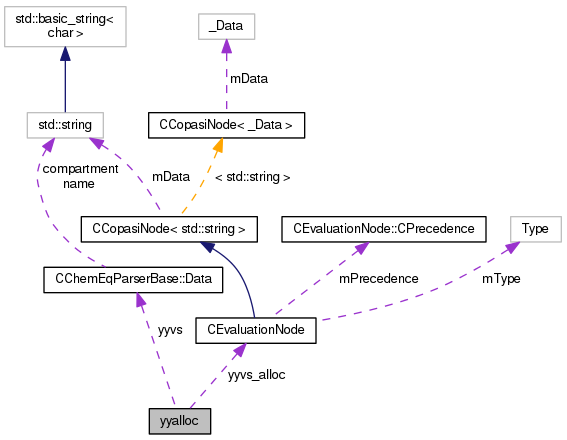 std::basic_string<
char >
_Data
mData
std::string
CCopasiNode< _Data >
compartment
name
mData
< std::string >
CCopasiNode< std::string >
CEvaluationNode::CPrecedence
Type
CChemEqParserBase::Data
mPrecedence
mType
yyvs
CEvaluationNode
yyvs_alloc
yyalloc